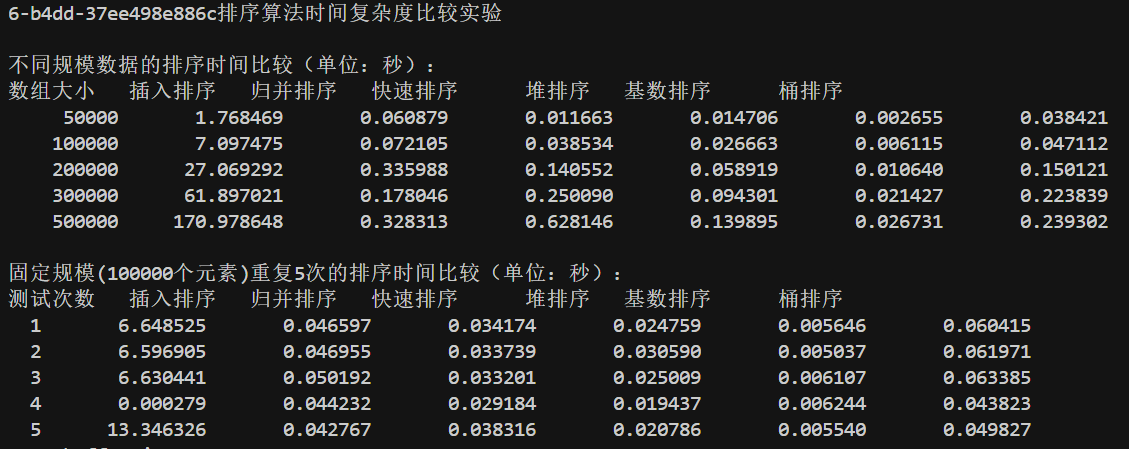 6-b4dd-37ee498e886c排序算法时间复杂度比较实验
不同规模数据的排序时间比较（单位：秒）：
数组大小 插入排序 归并排序 快速排序 堆排序 基数排序 桶排序
50000 1.768469 0.060879 0.011663 0.014706 0.002655 0.038421
100000 7.097475 0.072105 0.038534 0.026663 0.006115 0.047112
200000 27.069292 0.335988 0.140552 0.058919 0.010640 0.150121
300000 61.897021 0.178046 0.250090 0.094301 0.021427 0.223839
500000 170.978648 0.328313 0.628146 0.139895 0.026731 0.239302
固定规模(100000个元素)重复5次的排序时间比较（单位：秒）：
测试次数 插入排序 归并排序 快速排序 堆排序 基数排序 桶排序
1 6.648525 0.046597 0.034174 0.024759 0.005646 0.060415
2 6.596905 0.046955 0.033739 0.030590 0.005037 0.061971
3 6.630441 0.050192 0.033201 0.025009 0.006107 0.063385
4 0.000279 0.044232 0.029184 0.019437 0.006244 0.043823
5 13.346326 0.042767 0.038316 0.020786 0.005540 0.049827